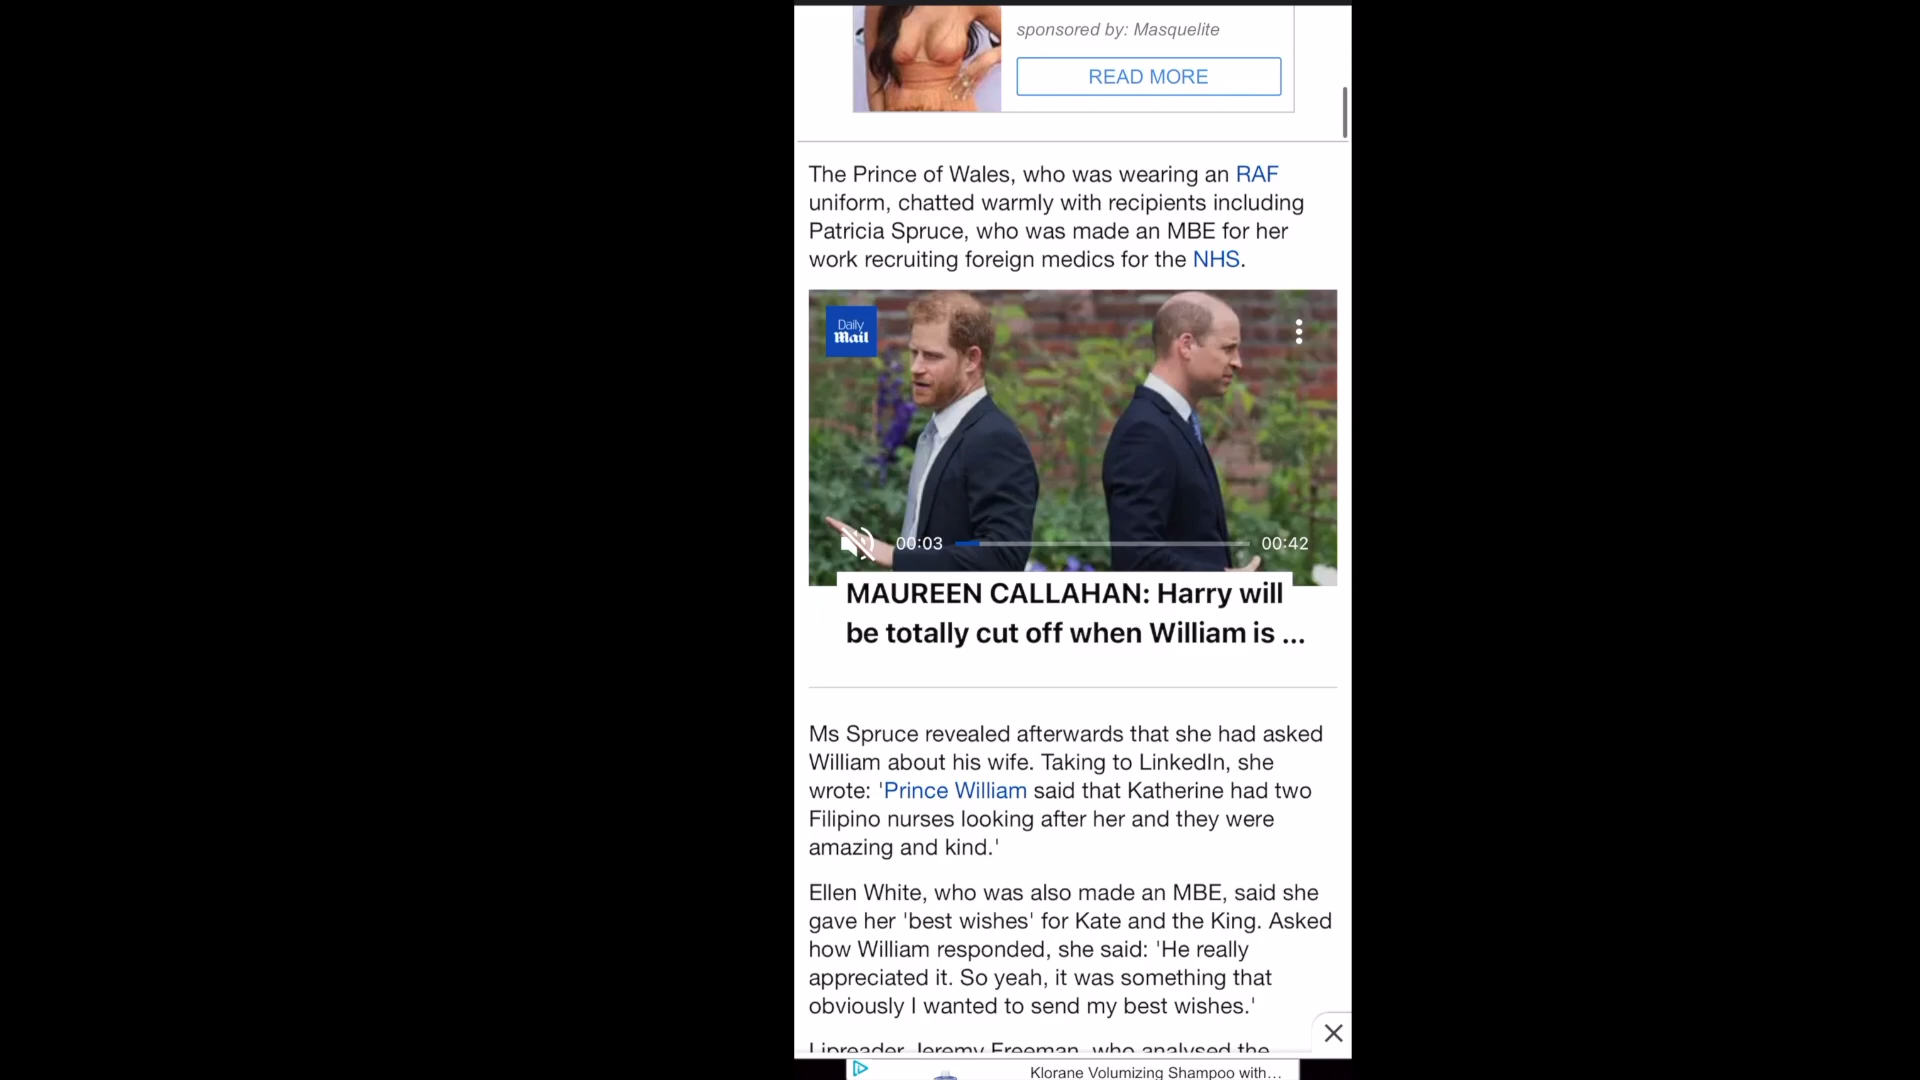 sponsored by: Masquelite
READ MORE
The Prince of Wales, who was wearing an RAF
uniform, chatted warmly with recipients including
Patricia Spruce, who was made an MBE for her
work recruiting foreign medics for the NHS.
Daily
Mail
00:03
00:42
MAUREEN CALLAHAN: Harry will
be totally cut off when William is ...
Ms Spruce revealed afterwards that she had asked
William about his wife. Taking to LinkedIn, she
wrote: 'Prince William said that Katherine had two
Filipino nurses looking after her and they were
amazing and kind.'
Ellen White, who was also made an MBE, said she
gave her 'best wishes' for Kate and the King. Asked
how William responded, she said: 'He really
appreciated it. So yeah, it was something that
obviously I wanted to send my best wishes.'
Lipreader Jeremy Freeman, who analysed the
Klorane Volumizing Shampoo with...